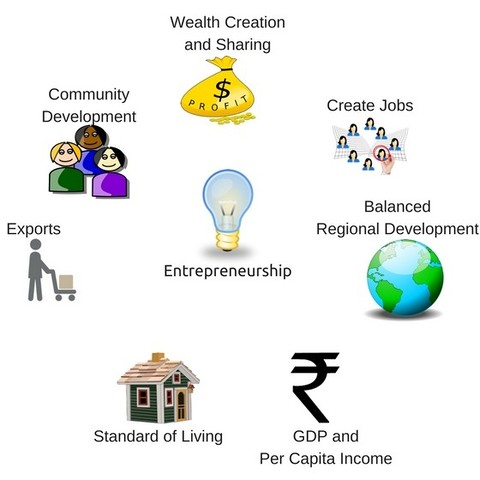 Wealth Creation
and Sharing
$
PROFIT
Community
Development
Create Jobs
Balanced
Regional Development
Exports
Entrepreneurship
₹
Standard of Living
GDP and
Per Capita Income